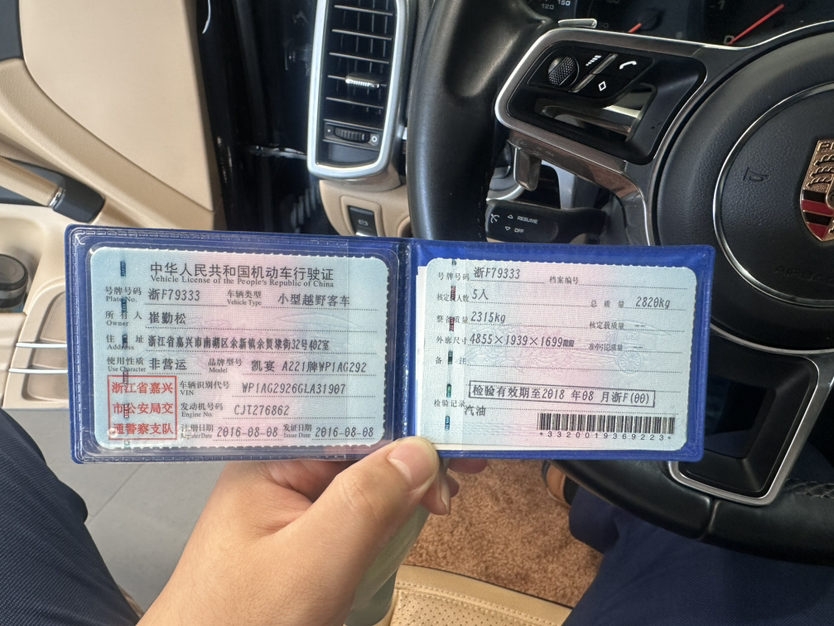 中华人民共和国机动车行驶证
Vehicle License of the People's Republic of China
号牌号码 浙F79333 车辆类型 小型越野客车
Plate No. Vehicle Type
所有人 崔勤松
Owner
住址 浙江省嘉兴市南湖区余新镇余贤埭街32号402室
Address
使用性质 非营运 品牌型号 凯宴 A221牌WP1AG292
Use Character Model
浙江省嘉兴
市公安局交
通警察支队
车辆识别代号 WP1AG2926GLA31907
VIN
发动机号码 CJT276862
Engine No.
注册日期 2016-08-08 发证日期 2016-08-08
Register Date Issue Date
号牌号码 浙F79333 档案编号
核定载人数 5人 总质量 2820kg
整备质量 2315kg 核定载质量 --
外廓尺寸 4855×1939×1699mm 准牵引总质量 --
备注
检验有效期至2018年08月浙F(00)
检验记录 汽油
*3320019369223*
RESUME
OFF
120
150